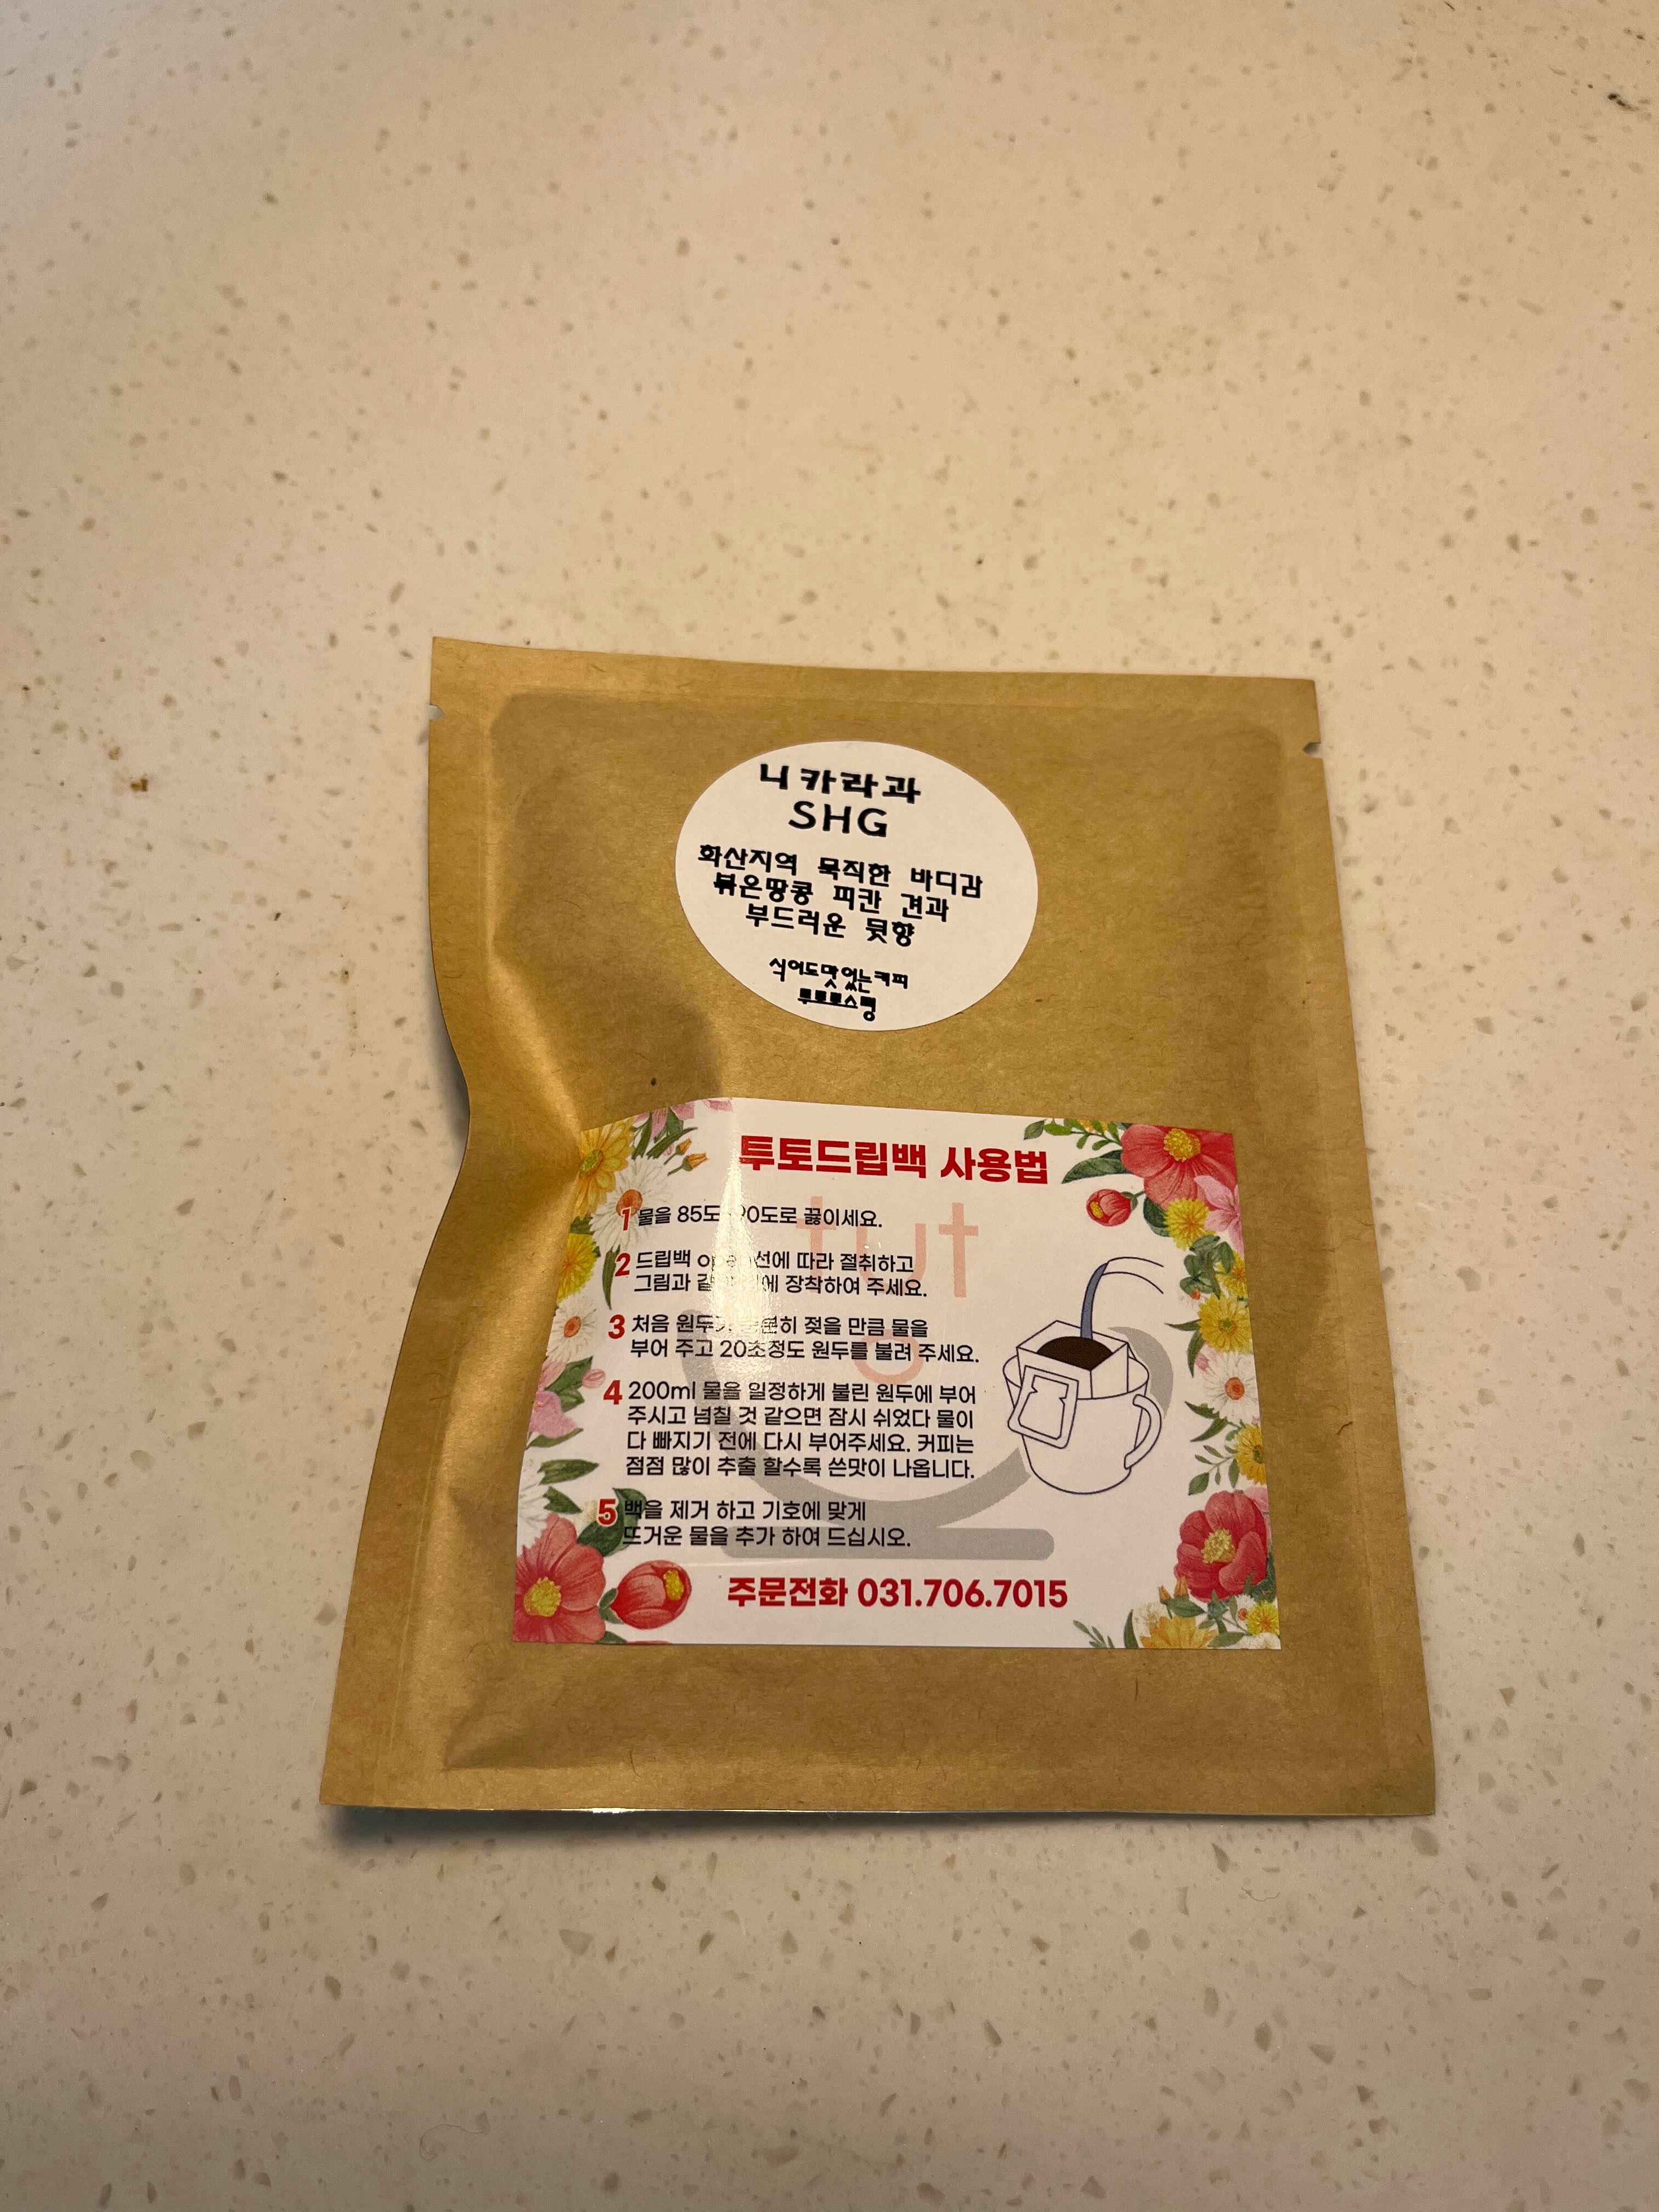 니카라과
SHG
화산지역 묵직한 바디감
볶은땅콩 피칸 견과
부드러운 뒷향
식어도맛있는커피
투토로스팅
투토드립백 사용법
1 물을 85도 90도로 끓이세요.
2 드립백 선에 따라 절취하고
그림과 장착하여 주세요.
3 처음 젖을 만큼 물을
부어 주고 20초정도 원두를 불려 주세요.
4 200ml 물을 일정하게 불린 원두에 부어
주시고 넘칠 것 같으면 잠시 쉬었다 물이
다 빠지기 전에 다시 부어주세요. 커피는
점점 많이 추출 할수록 쓴맛이 나옵니다.
5 백을 제거 하고 기호에 맞게
뜨거운 물을 추가 하여 드십시오.
주문전화 031.706.7015